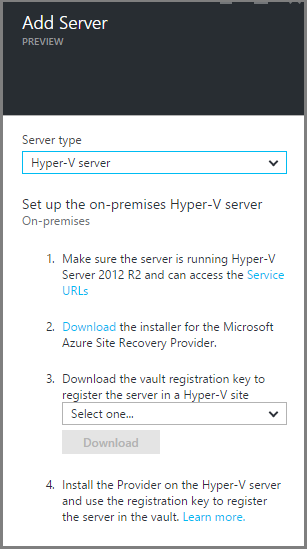 Add Server
PREVIEW
Server type
Hyper-V server
Set up the on-premises Hyper-V server
On-premises
1. Make sure the server is running Hyper-V
Server 2012 R2 and can access the Service
URLs
2. Download the installer for the Microsoft
Azure Site Recovery Provider.
3. Download the vault registration key to
register the server in a Hyper-V site
Select one...
Download
4. Install the Provider on the Hyper-V server
and use the registration key to register
the server in the vault. Learn more.